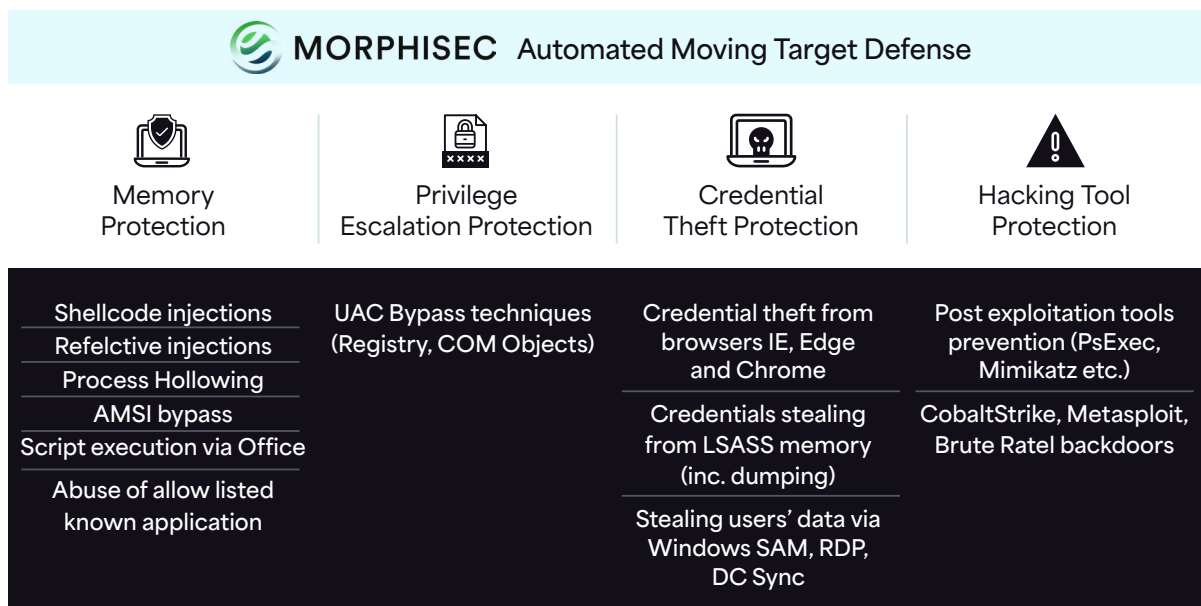 MORPHISEC Automated Moving Target Defense
Memory
Protection
Privilege
Escalation Protection
Credential
Theft Protection
Hacking Tool
Protection
Shellcode injections
Refelctive injections
Process Hollowing
AMSI bypass
Script execution via Office
Abuse of allow listed
known application
UAC Bypass techniques
(Registry, COM Objects)
Credential theft from
browsers IE, Edge
and Chrome
Credentials stealing
from LSASS memory
(inc. dumping)
Stealing users’ data via
Windows SAM, RDP,
DC Sync
Post exploitation tools
prevention (PsExec,
Mimikatz etc.)
CobaltStrike, Metasploit,
Brute Ratel backdoors